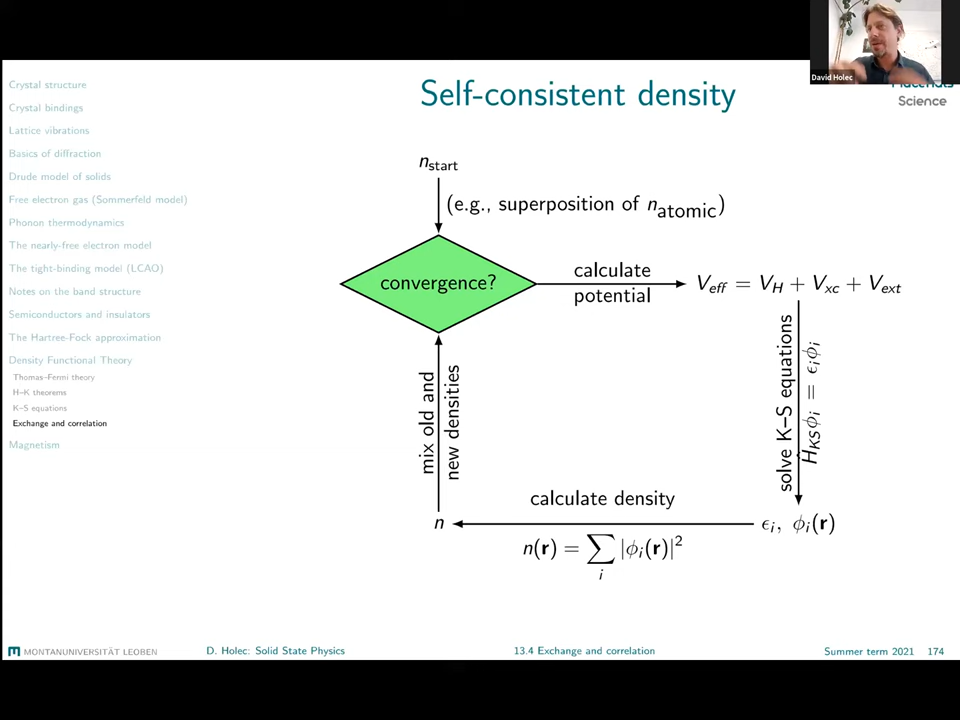 David Holec
Materials
Science
Self-consistent density
Crystal structure
Crystal bindings
Lattice vibrations
Basics of diffraction
Drude model of solids
Free electron gas (Sommerfeld model)
Phonon thermodynamics
The nearly-free electron model
The tight-binding model (LCAO)
Notes on the band structure
Semiconductors and insulators
The Hartree-Fock approximation
Density Functional Theory
Thomas–Fermi theory
H–K theorems
K–S equations
Exchange and correlation
Magnetism
n_start
(e.g., superposition of n_atomic)
convergence?
calculate
potential
V_eff = V_H + V_xc + V_ext
solve K–S equations
H_KS ϕ_i = ϵ_i ϕ_i
ϵ_i, ϕ_i(r)
calculate density
n(r) = ∑_i |ϕ_i(r)|²
n
mix old and
new densities
MONTANUNIVERSITÄT LEOBEN
D. Holec: Solid State Physics
13.4 Exchange and correlation
Summer term 2021 174